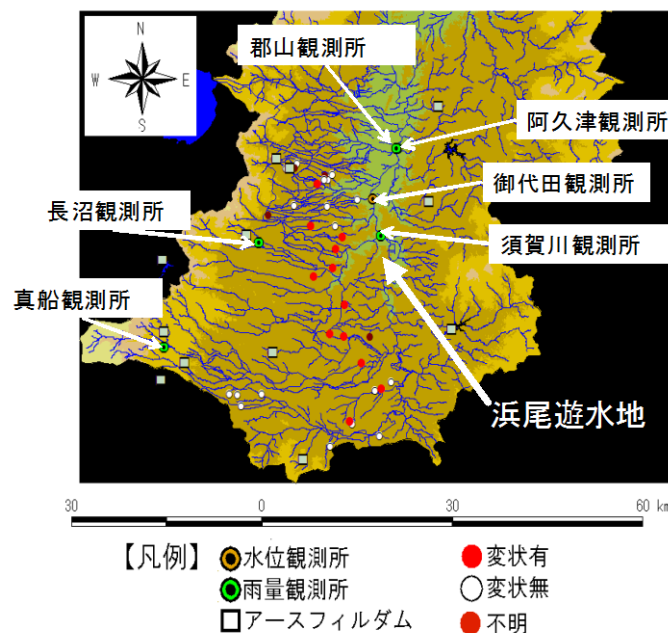 N
W E
S
郡山観測所
阿久津観測所
御代田観測所
長沼観測所
須賀川観測所
真船観測所
浜尾遊水地
30 0 30 60 km
【凡例】
水位観測所
変状有
雨量観測所
変状無
アースフィルダム
不明